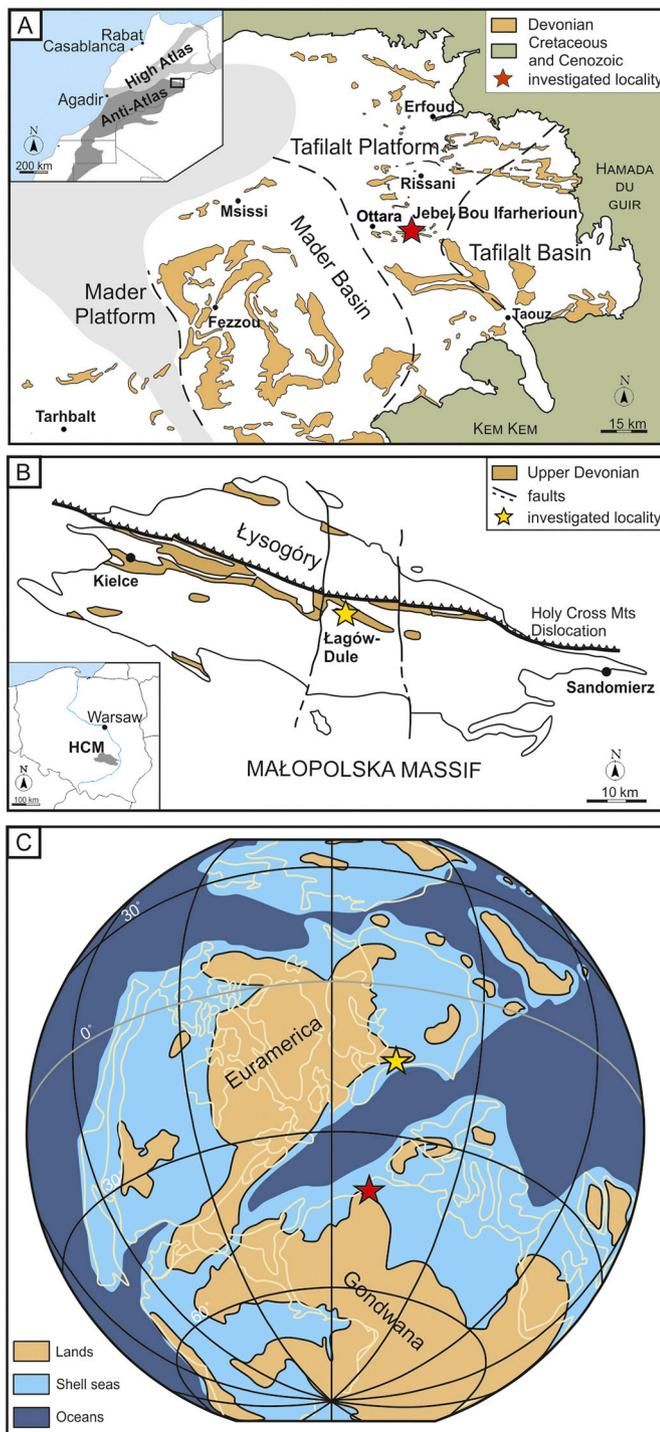 A
Rabat
Casablanca
High Atlas
Agadir
Anti-Atlas
N
200 km
Devonian
Cretaceous
and Cenozoic
investigated locality
Erfoud
Tafilalt Platform
Rissani
HAMADA
DU
GUIR
Msissi
Ottara
Jebel Bou Ifarherioun
Mader Basin
Tafilalt Basin
Mader
Platform
Fezzou
Taouz
Tarhbalt
KEM KEM
N
15 km
B
Upper Devonian
faults
investigated locality
Łysogóry
Kielce
Łagów-
Dule
Holy Cross Mts
Dislocation
Sandomierz
Warsaw
HCM
N
100 km
MAŁOPOLSKA MASSIF
N
10 km
C
30°
0°
Euramerica
30°
Gondwana
60°
Lands
Shell seas
Oceans